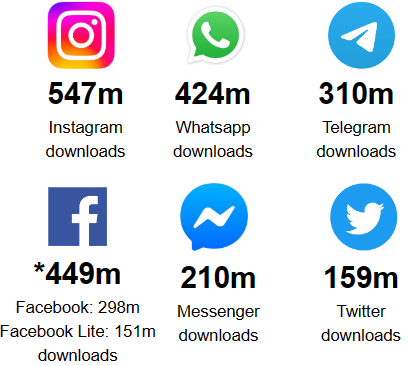 547m
Instagram
downloads
424m
Whatsapp
downloads
310m
Telegram
downloads
*449m
Facebook: 298m
Facebook Lite: 151m
downloads
210m
Messenger
downloads
159m
Twitter
downloads